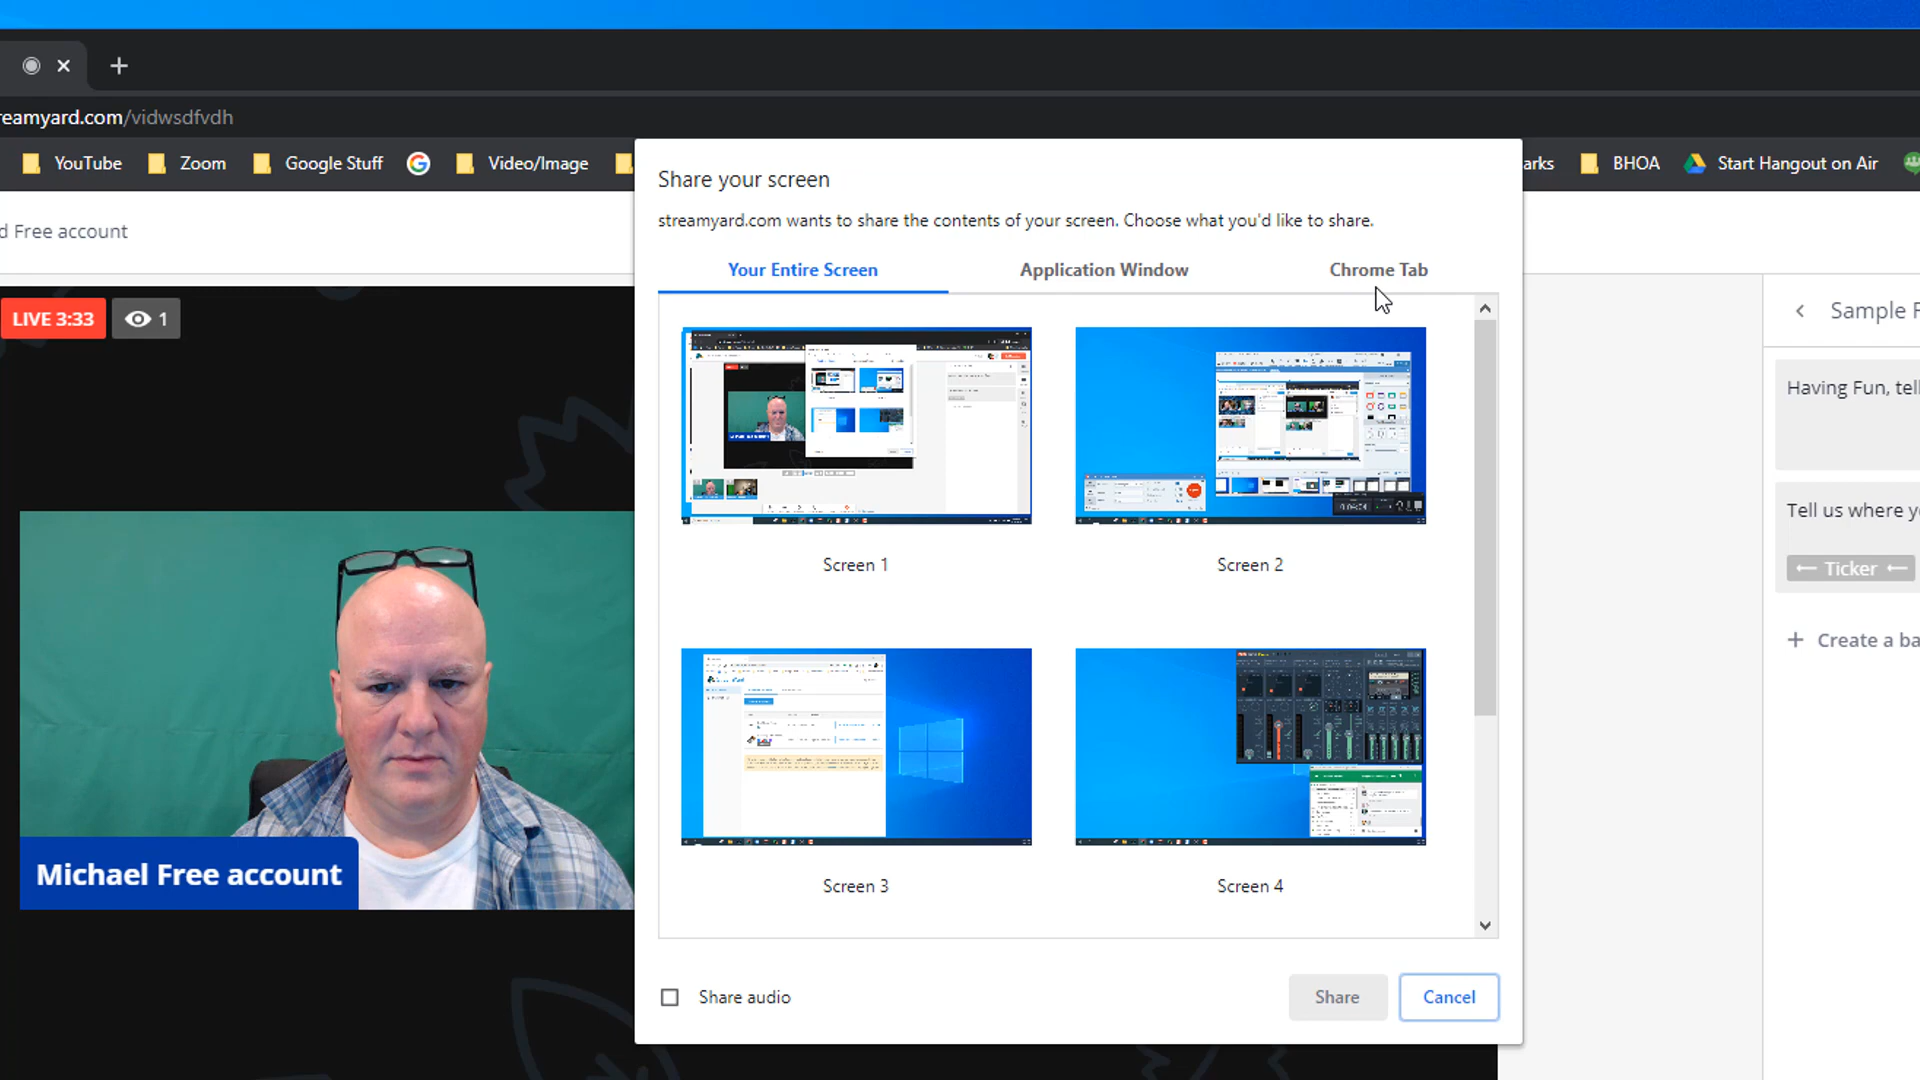 reamyard.com/vidwsdfvdh
YouTube
Zoom
Google Stuff
Video/Image
arks
BHOA
Start Hangout on Air
d Free account
Share your screen
streamyard.com wants to share the contents of your screen. Choose what you'd like to share.
Your Entire Screen
Application Window
Chrome Tab
LIVE 3:33
1
Sample F
Having Fun, tell
Tell us where yo
Ticker
+ Create a ba
Screen 1
Screen 2
Screen 3
Screen 4
Michael Free account
Share audio
Share
Cancel